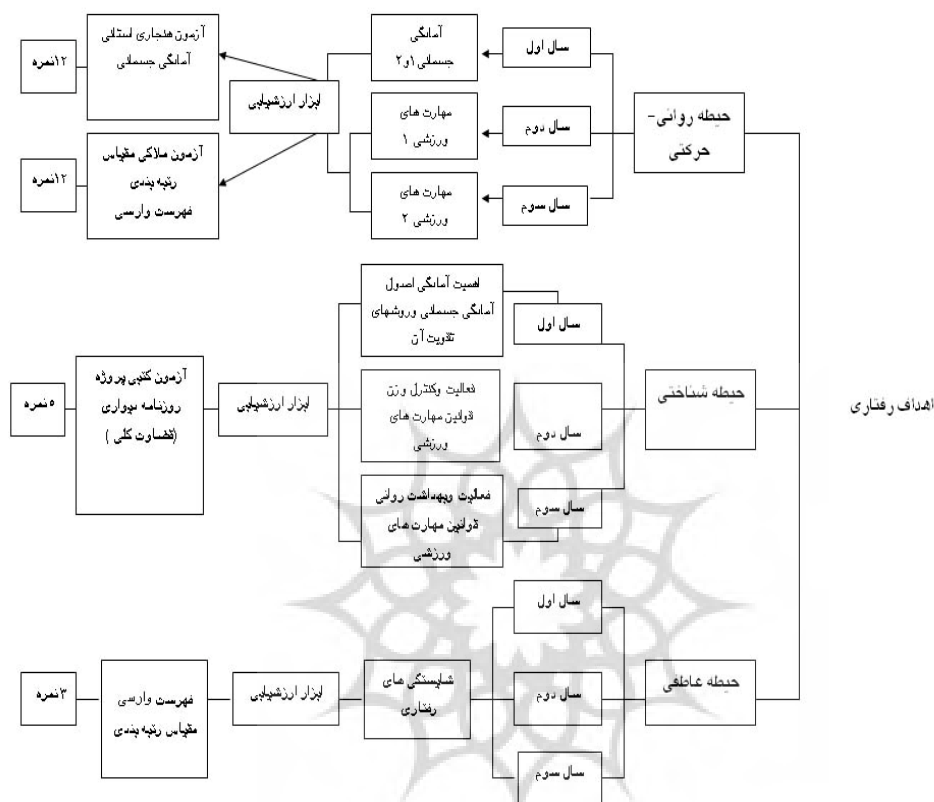 اهداف رفتاری
حیطه روانی-
حرکتی
سال اول
آمادگی
جسمانی ۱و۲
سال دوم
مهارت های
ورزشی ۱
سال سوم
مهارت های
ورزشی ۲
ابزار ارزشیابی
آزمون هنجاری استانی
آمادگی جسمانی
۱۲نمره
آزمون ملاکی مقیاس
رتبه بندی
فهرست وارسی
۱۲نمره
حیطه شناختی
سال اول
اهمیت آمادگی اصول
آمادگی جسمانی وروشهای
تقویت آن
سال دوم
فعالیت وکنترل وزن
قوانین مهارت های
ورزشی
سال سوم
فعالیت وبهداشت روانی
قوانین مهارت های
ورزشی
ابزار ارزشیابی
آزمون کتبی پروژه
روزنامه دیواری
(قضاوت کلی )
۵نمره
حیطه عاطفی
سال اول
سال دوم
سال سوم
شایستگی های
رفتاری
ابزار ارزشیابی
فهرست وارسی
مقیاس رتبه بندی
۳نمره